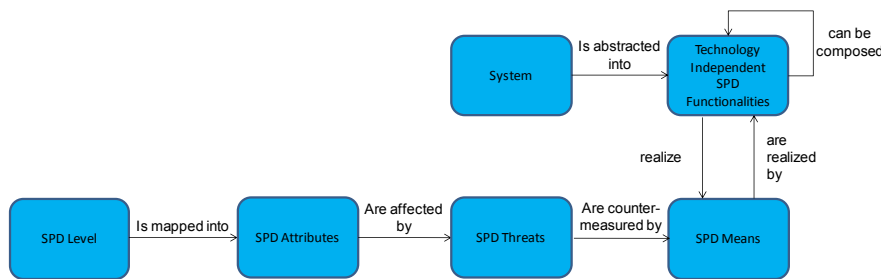 System
Is abstracted
into
Technology
Independent
SPD
Functionalities
can be
composed
realize
are
realized
by
SPD Level
Is mapped into
SPD Attributes
Are affected
by
SPD Threats
Are counter-
measured by
SPD Means